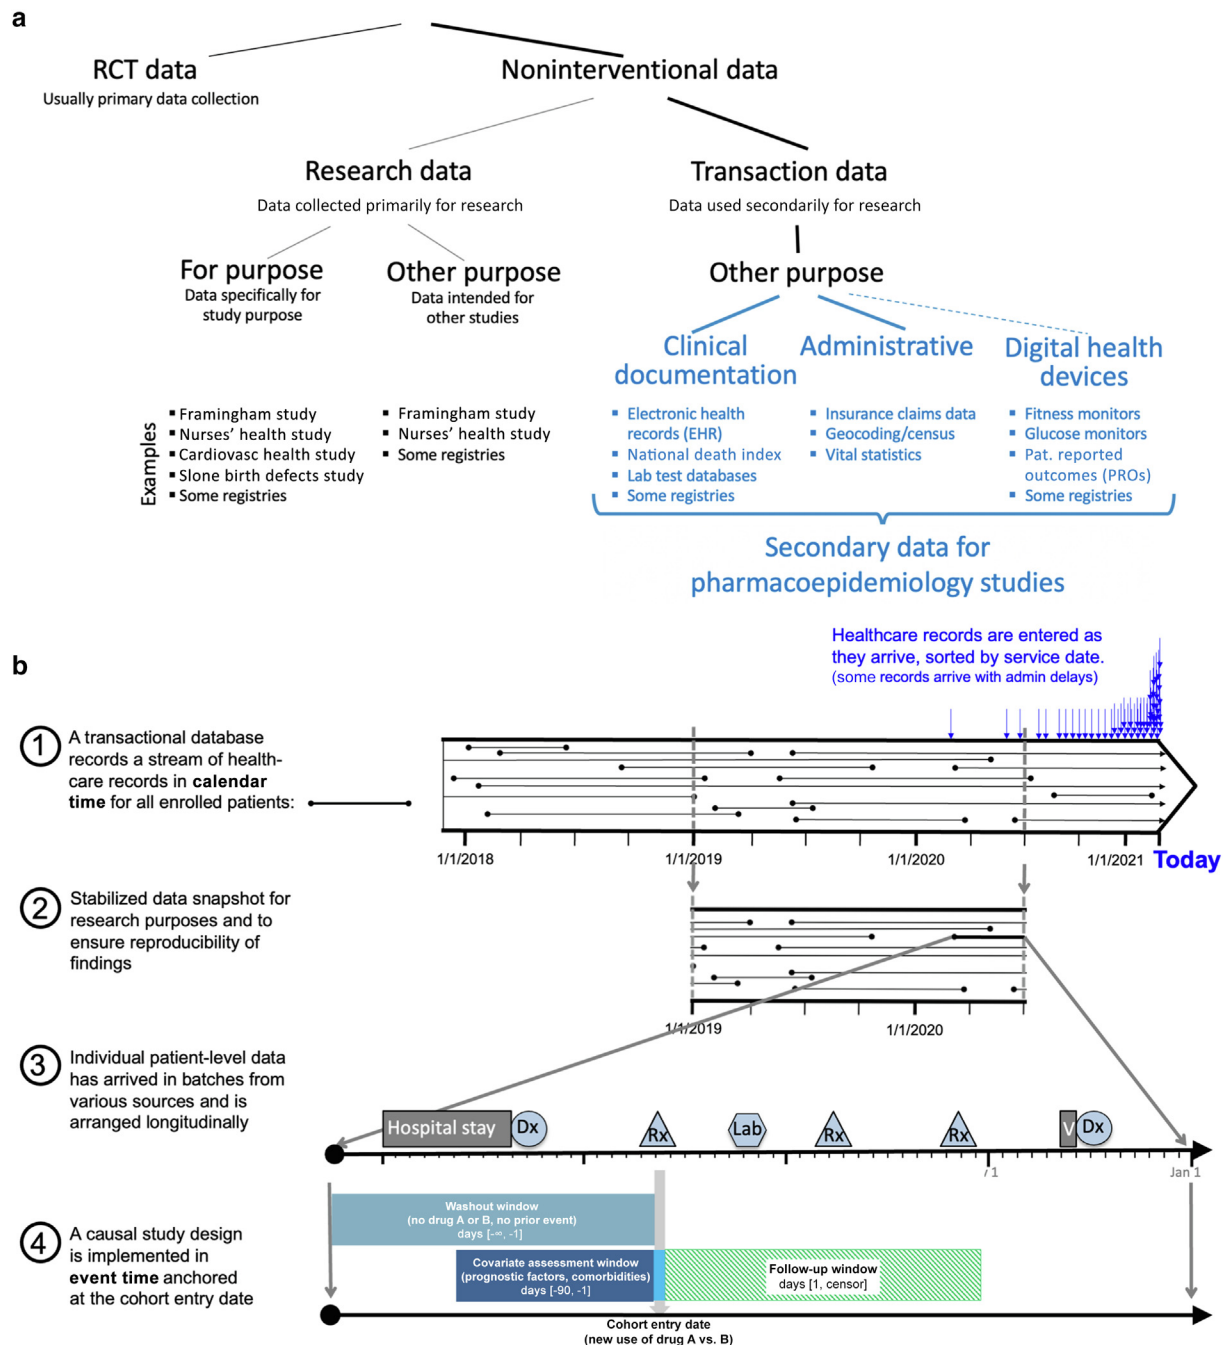 a
RCT data
Usually primary data collection
Noninterventional data
Research data
Data collected primarily for research
Transaction data
Data used secondarily for research
For purpose
Data specifically for
study purpose
Other purpose
Data intended for
other studies
Other purpose
Clinical
documentation
Administrative
Digital health
devices
Examples
▪ Framingham study
▪ Nurses' health study
▪ Cardiovasc health study
▪ Slone birth defects study
▪ Some registries
▪ Framingham study
▪ Nurses' health study
▪ Some registries
▪ Electronic health
records (EHR)
▪ National death index
▪ Lab test databases
▪ Some registries
▪ Insurance claims data
▪ Geocoding/census
▪ Vital statistics
▪ Fitness monitors
▪ Glucose monitors
▪ Pat. reported
outcomes (PROs)
▪ Some registries
Secondary data for
pharmacoepidemiology studies
b
Healthcare records are entered as
they arrive, sorted by service date.
(some records arrive with admin delays)
1
A transactional database
records a stream of health-
care records in calendar
time for all enrolled patients:
1/1/2018
1/1/2019
1/1/2020
1/1/2021
Today
2
Stabilized data snapshot for
research purposes and to
ensure reproducibility of
findings
1/1/2019
1/1/2020
3
Individual patient-level data
has arrived in batches from
various sources and is
arranged longitudinally
Hospital stay
Dx
Rx
Lab
Rx
Rx
V
Dx
/ 1
Jan 1
4
A causal study design
is implemented in
event time anchored
at the cohort entry date
Washout window
(no drug A or B, no prior event)
days [-∞, -1]
Covariate assessment window
(prognostic factors, comorbidities)
days [-90, -1]
Follow-up window
days [1, censor]
Cohort entry date
(new use of drug A vs. B)